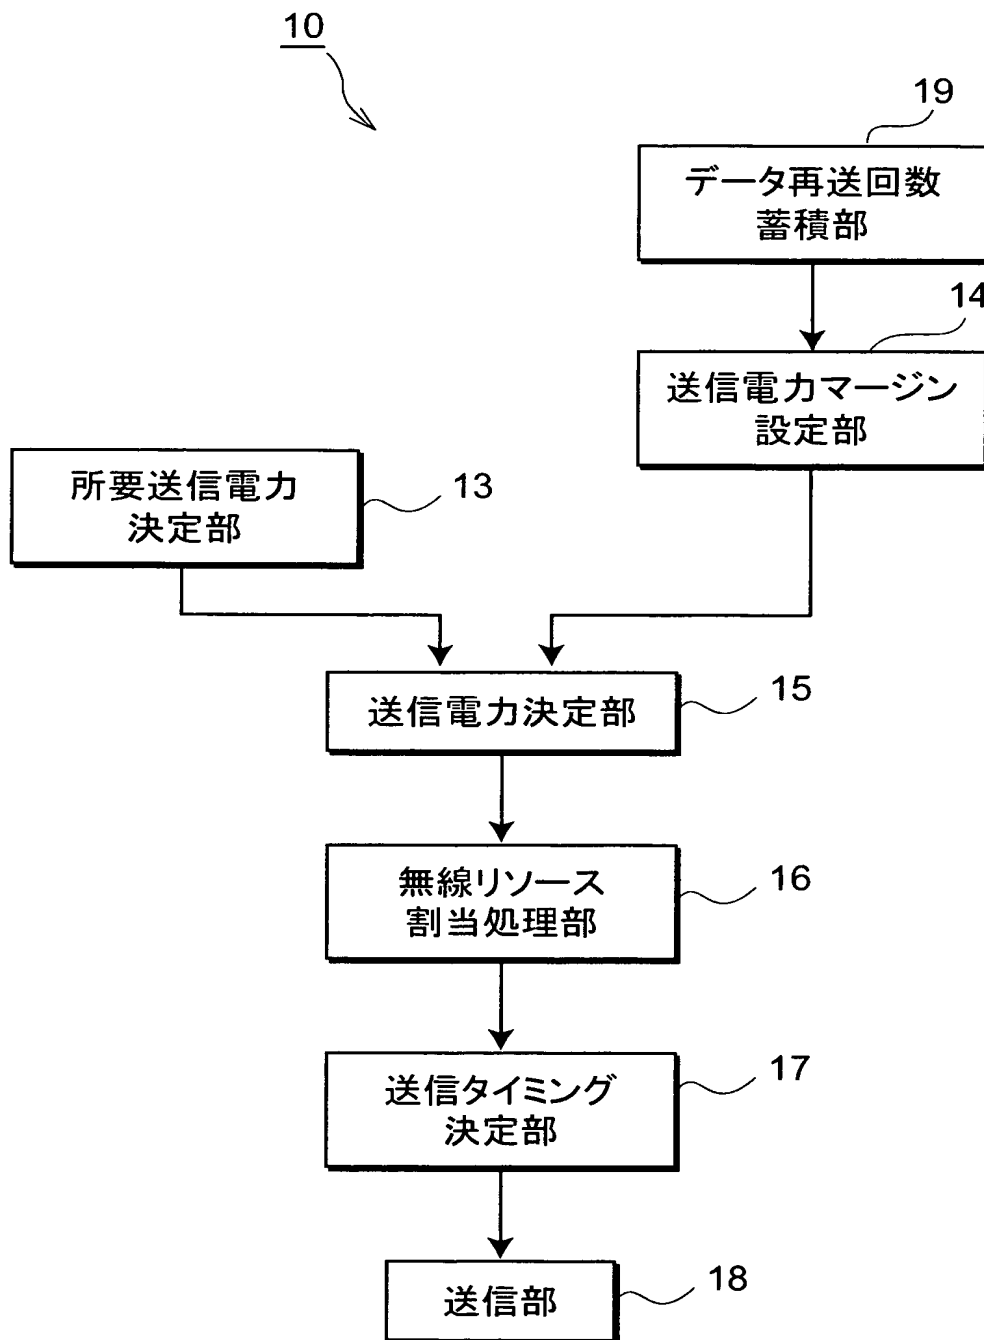 10
19
データ再送回数
蓄積部
14
送信電力マージン
設定部
所要送信電力
決定部
13
送信電力決定部
15
無線リソース
割当処理部
16
送信タイミング
決定部
17
送信部
18